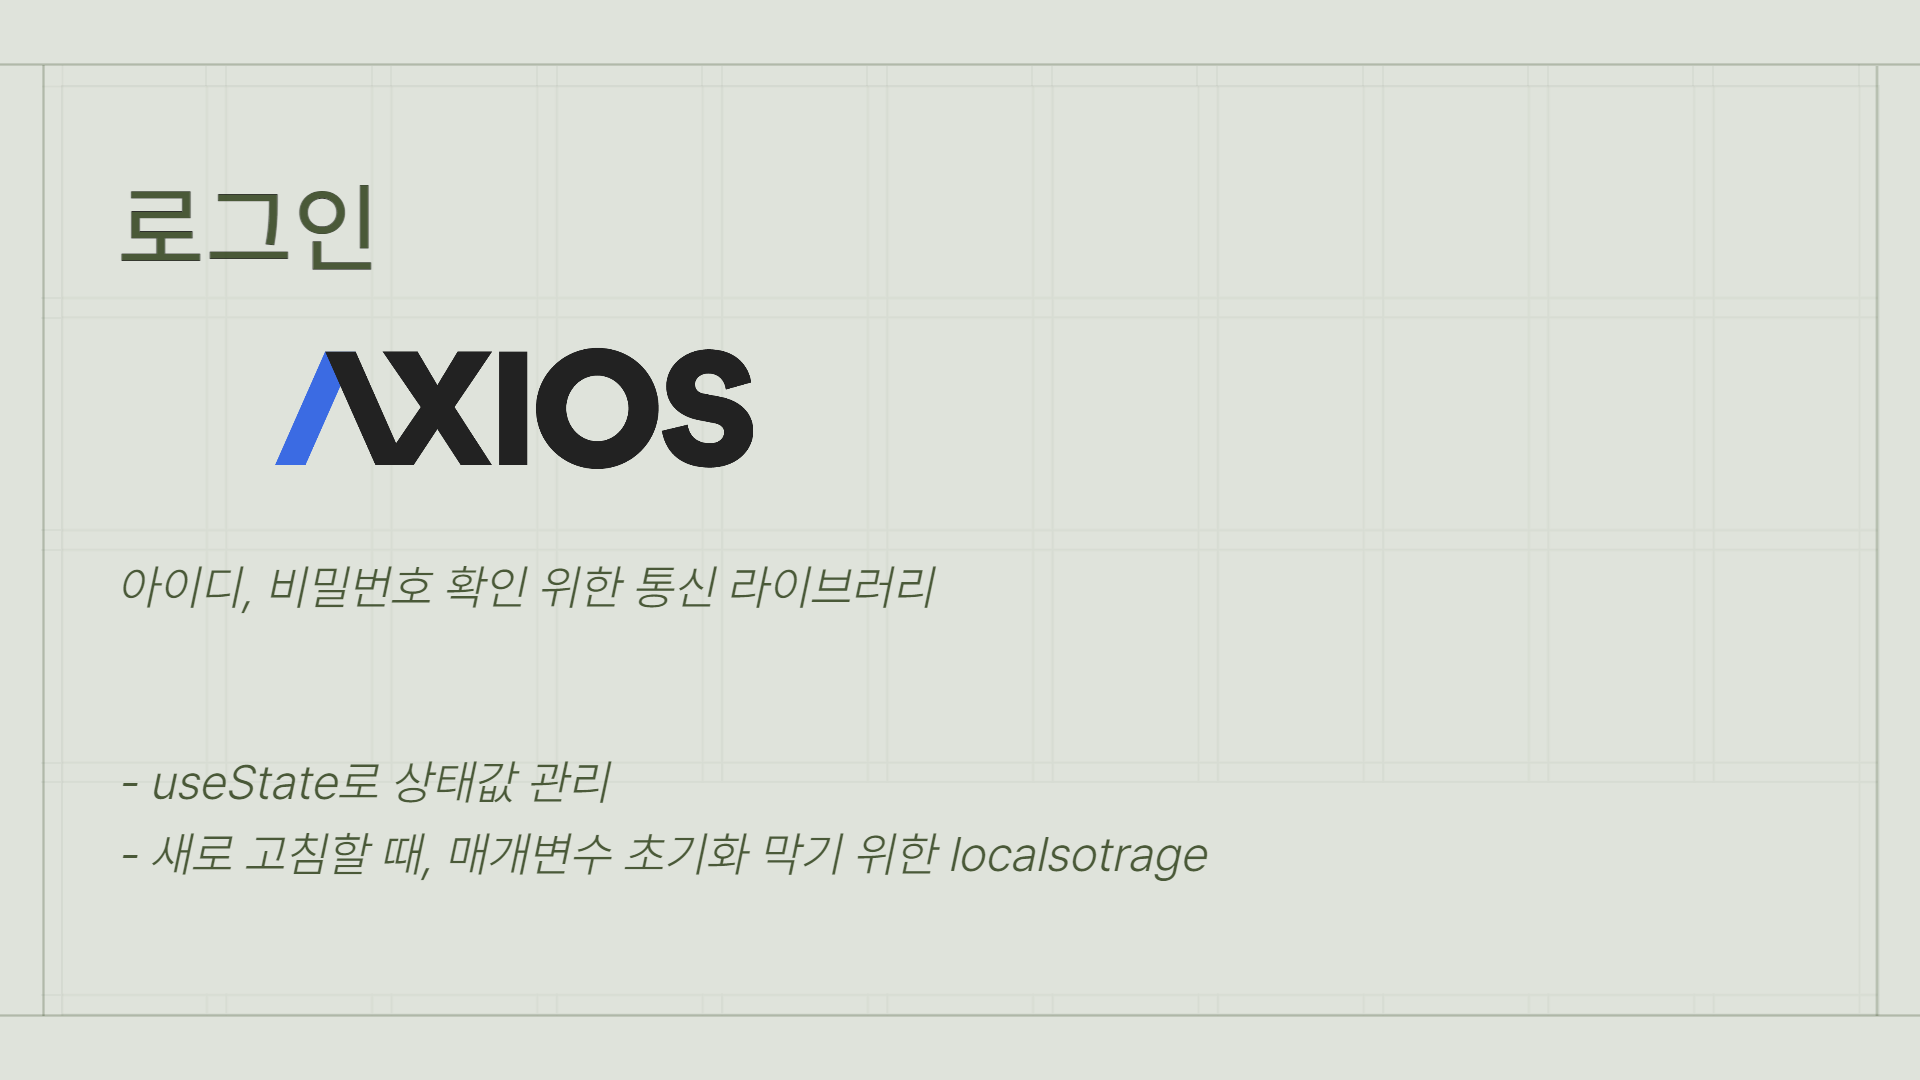 로그인
AXIOS
아이디, 비밀번호 확인 위한 통신 라이브러리
- useState로 상태값 관리
- 새로 고침할 때, 매개변수 초기화 막기 위한 localsotrage